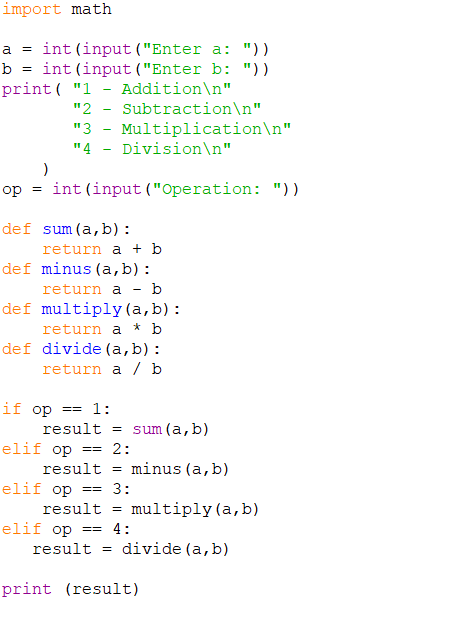 import math

a = int(input("Enter a: "))
b = int(input("Enter b: "))
print( "1 - Addition\n"
       "2 - Subtraction\n"
       "3 - Multiplication\n"
       "4 - Division\n"
    )
op = int(input("Operation: "))

def sum(a,b):
    return a + b
def minus(a,b):
    return a - b
def multiply(a,b):
    return a * b
def divide(a,b):
    return a / b

if op == 1:
    result = sum(a,b)
elif op == 2:
    result = minus(a,b)
elif op == 3:
    result = multiply(a,b)
elif op == 4:
   result = divide(a,b)

print (result)